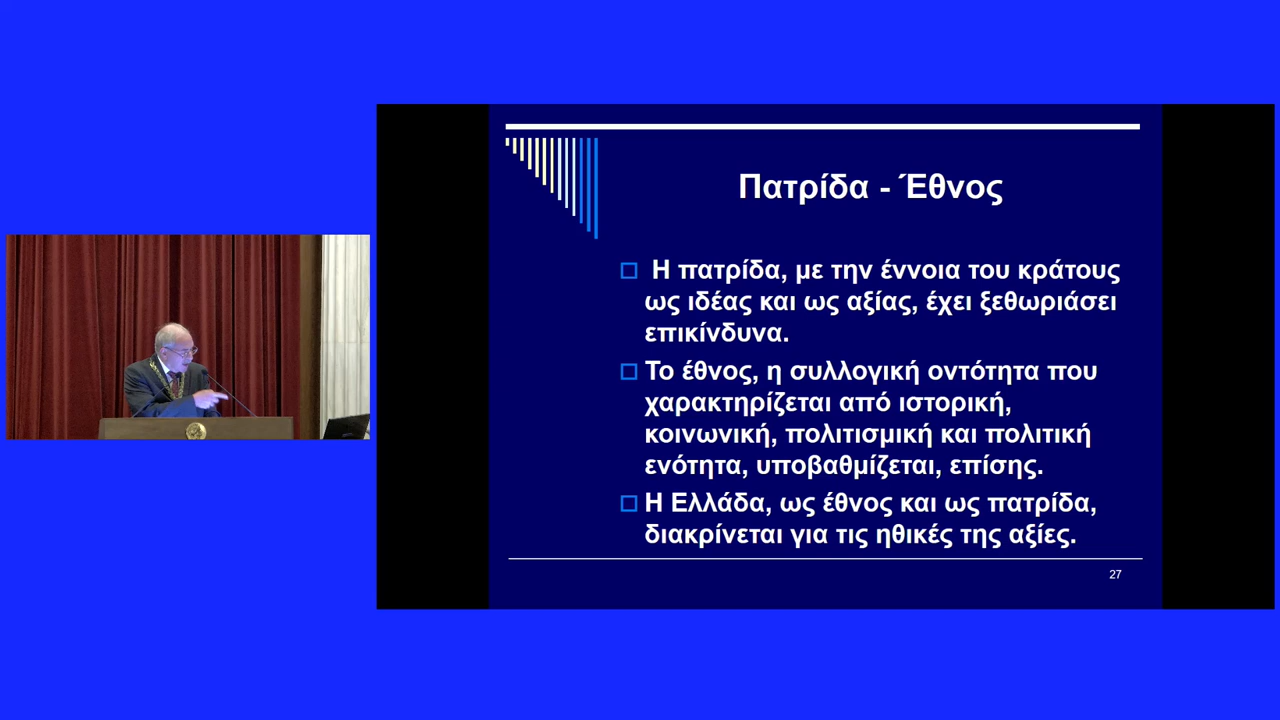 Πατρίδα - Έθνος
Η πατρίδα, με την έννοια του κράτους
ως ιδέας και ως αξίας, έχει ξεθωριάσει
επικίνδυνα.
Το έθνος, η συλλογική οντότητα που
χαρακτηρίζεται από ιστορική,
κοινωνική, πολιτισμική και πολιτική
ενότητα, υποβαθμίζεται, επίσης.
Η Ελλάδα, ως έθνος και ως πατρίδα,
διακρίνεται για τις ηθικές της αξίες.
27